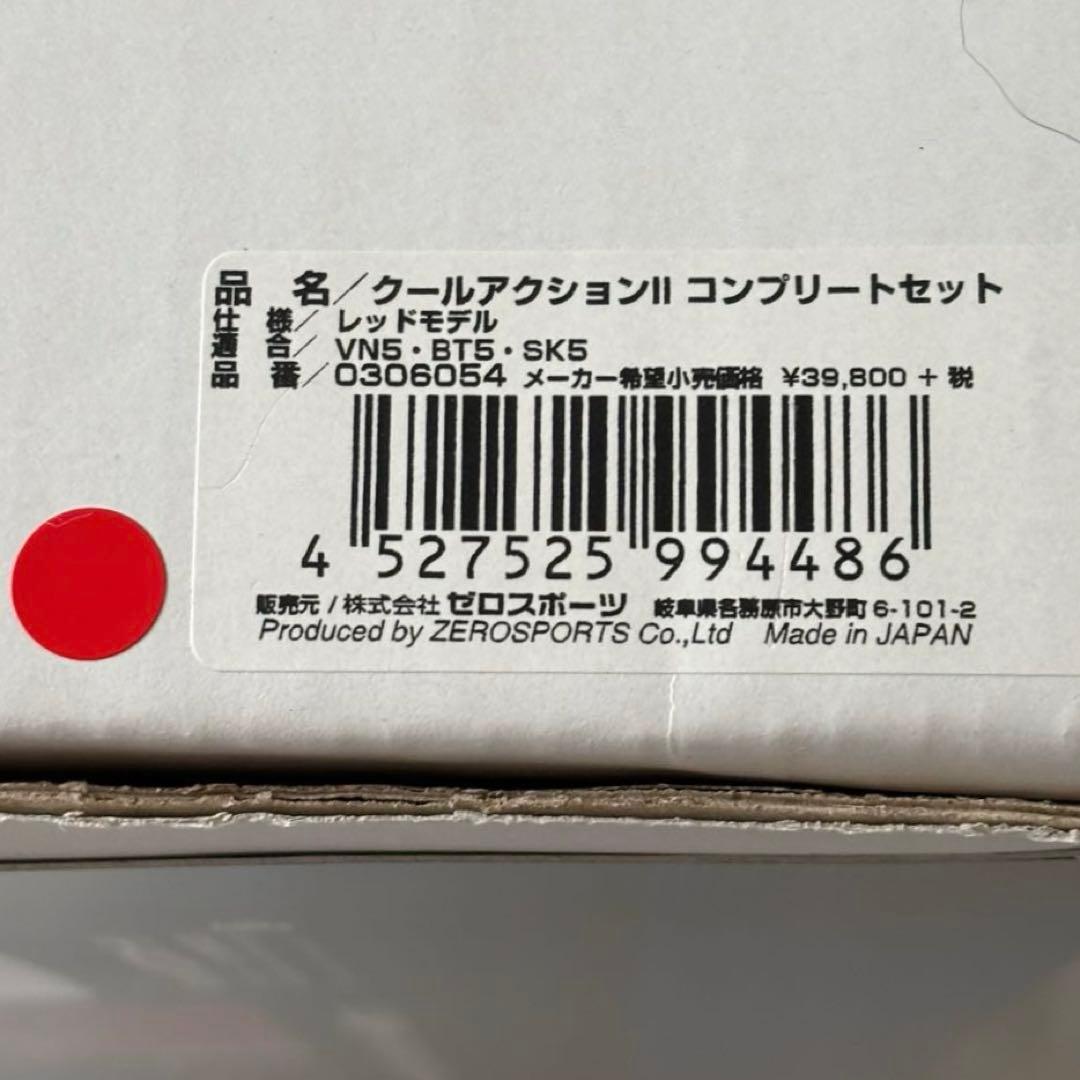 品 名/クールアクションII コンプリートセット
仕 様/ レッドモデル
適 合/ VN5・BT5・SK5
品 番/0306054 メーカー希望小売価格 ¥39,800 + 税
4 527525 994486
販売元 / 株式会社 ゼロスポーツ 岐阜県各務原市大野町 6-101-2
Produced by ZEROSPORTS Co.,Ltd Made in JAPAN